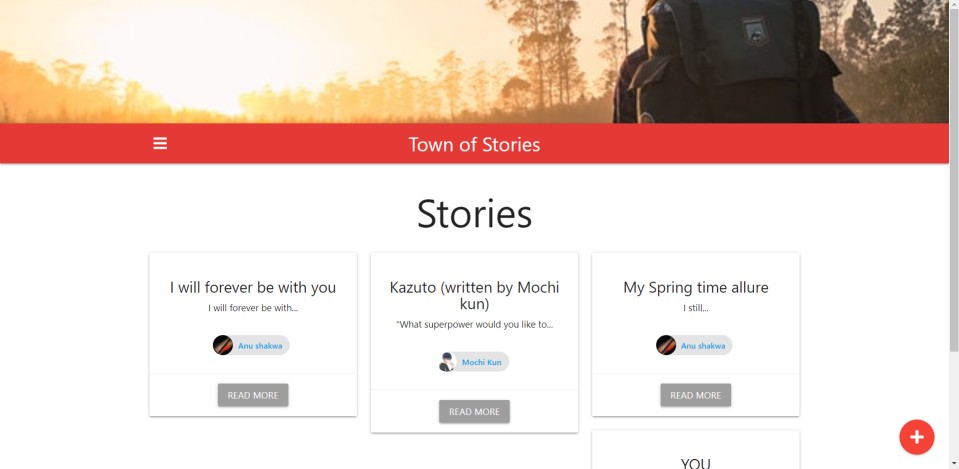 Town of Stories
Stories
I will forever be with you
I will forever be with...
Anu shakwa
READ MORE
Kazuto (written by Mochi
kun)
"What superpower would you like to...
Mochi Kun
READ MORE
My Spring time allure
I still...
Anu shakwa
READ MORE
YOU